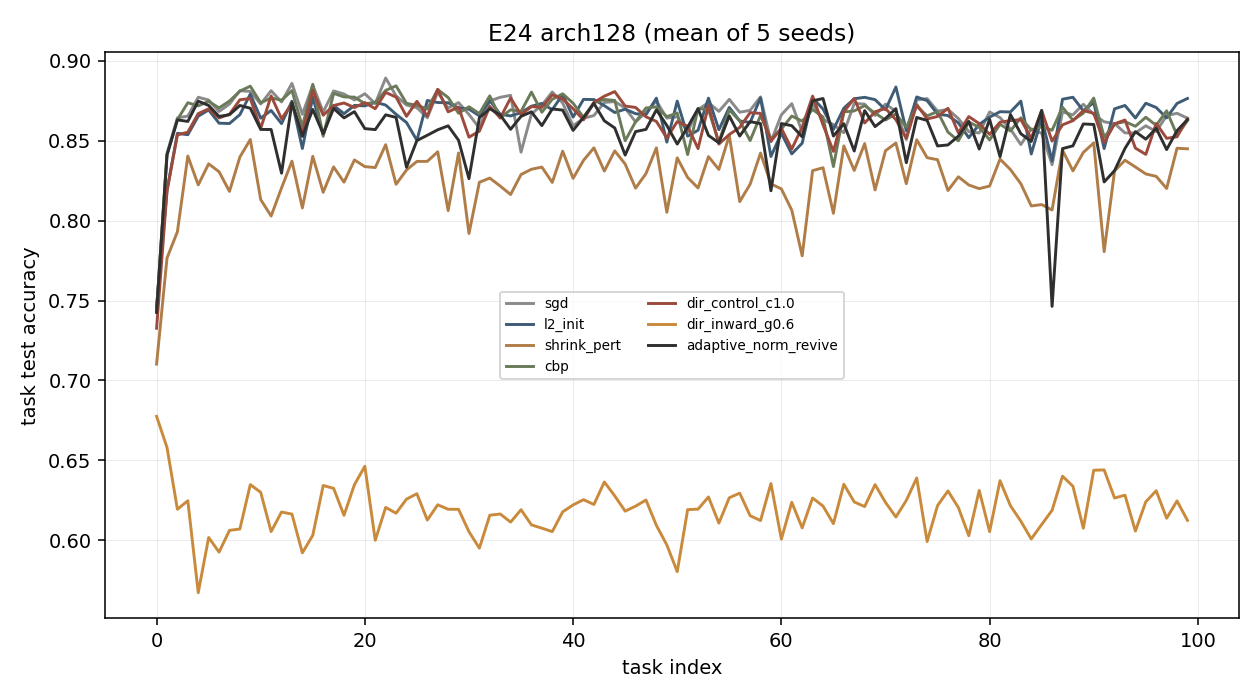 E24 arch128 (mean of 5 seeds)
task test accuracy
0.90
0.85
0.80
0.75
0.70
0.65
0.60
sgd
l2_init
shrink_pert
cbp
dir_control_c1.0
dir_inward_g0.6
adaptive_norm_revive
0 20 40 60 80 100
task index